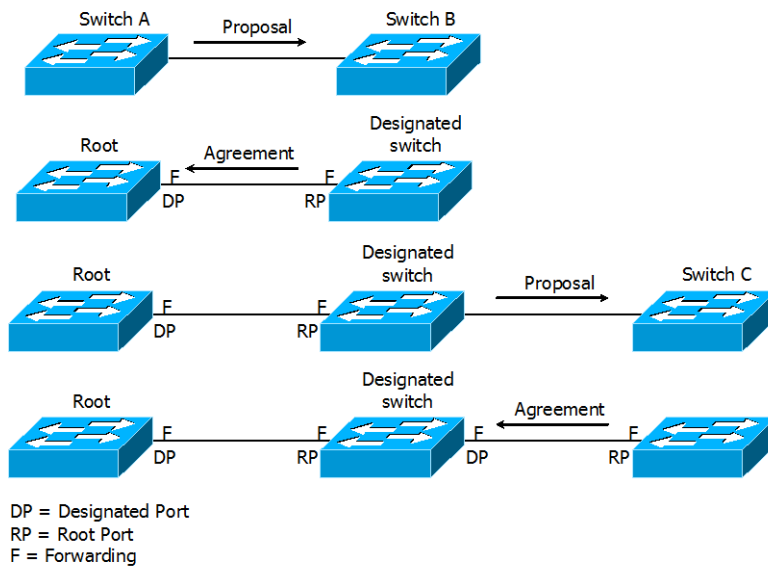 Switch A
Proposal
Switch B
Root
Agreement
Designated
switch
F
F
DP
RP
Root
Designated
switch
Proposal
Switch C
F
F
DP
RP
Root
Designated
switch
Agreement
F
F
F
F
DP
RP
DP
RP
DP = Designated Port
RP = Root Port
F = Forwarding